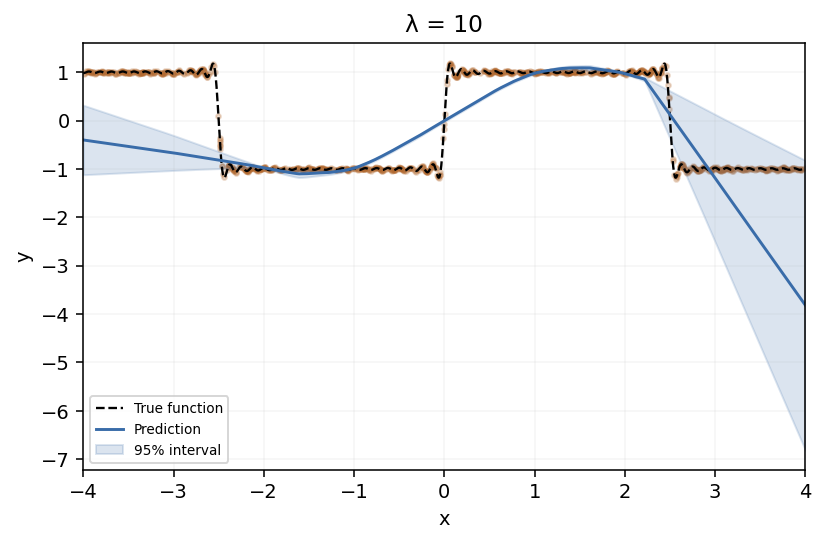 λ = 10
1
0
−1
−2
−3
−4
−5
−6
−7
y
True function
Prediction
95% interval
−4 −3 −2 −1 0 1 2 3 4
x